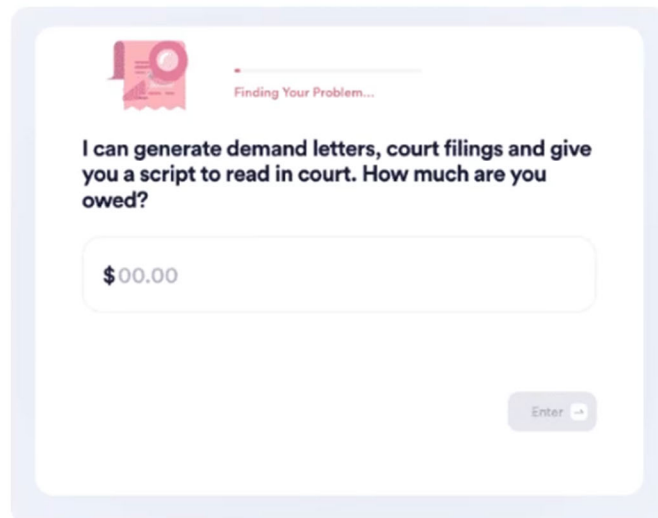 Finding Your Problem...
I can generate demand letters, court filings and give
you a script to read in court. How much are you
owed?
$00.00
Enter →